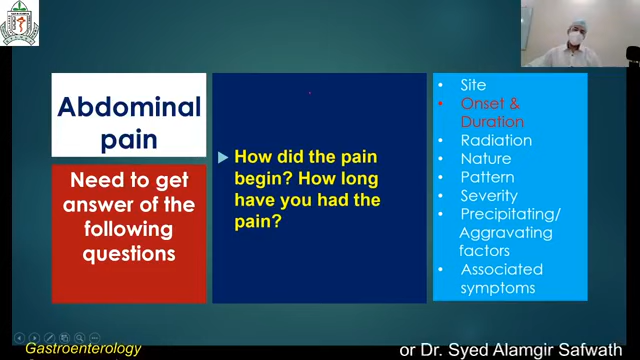 Abdominal
pain
Need to get
answer of the
following
questions
How did the pain
begin? How long
have you had the
pain?
• Site
• Onset &
Duration
• Radiation
• Nature
• Pattern
• Severity
• Precipitating/
Aggravating
factors
• Associated
symptoms
Gastroenterology
or Dr. Syed Alamgir Safwath